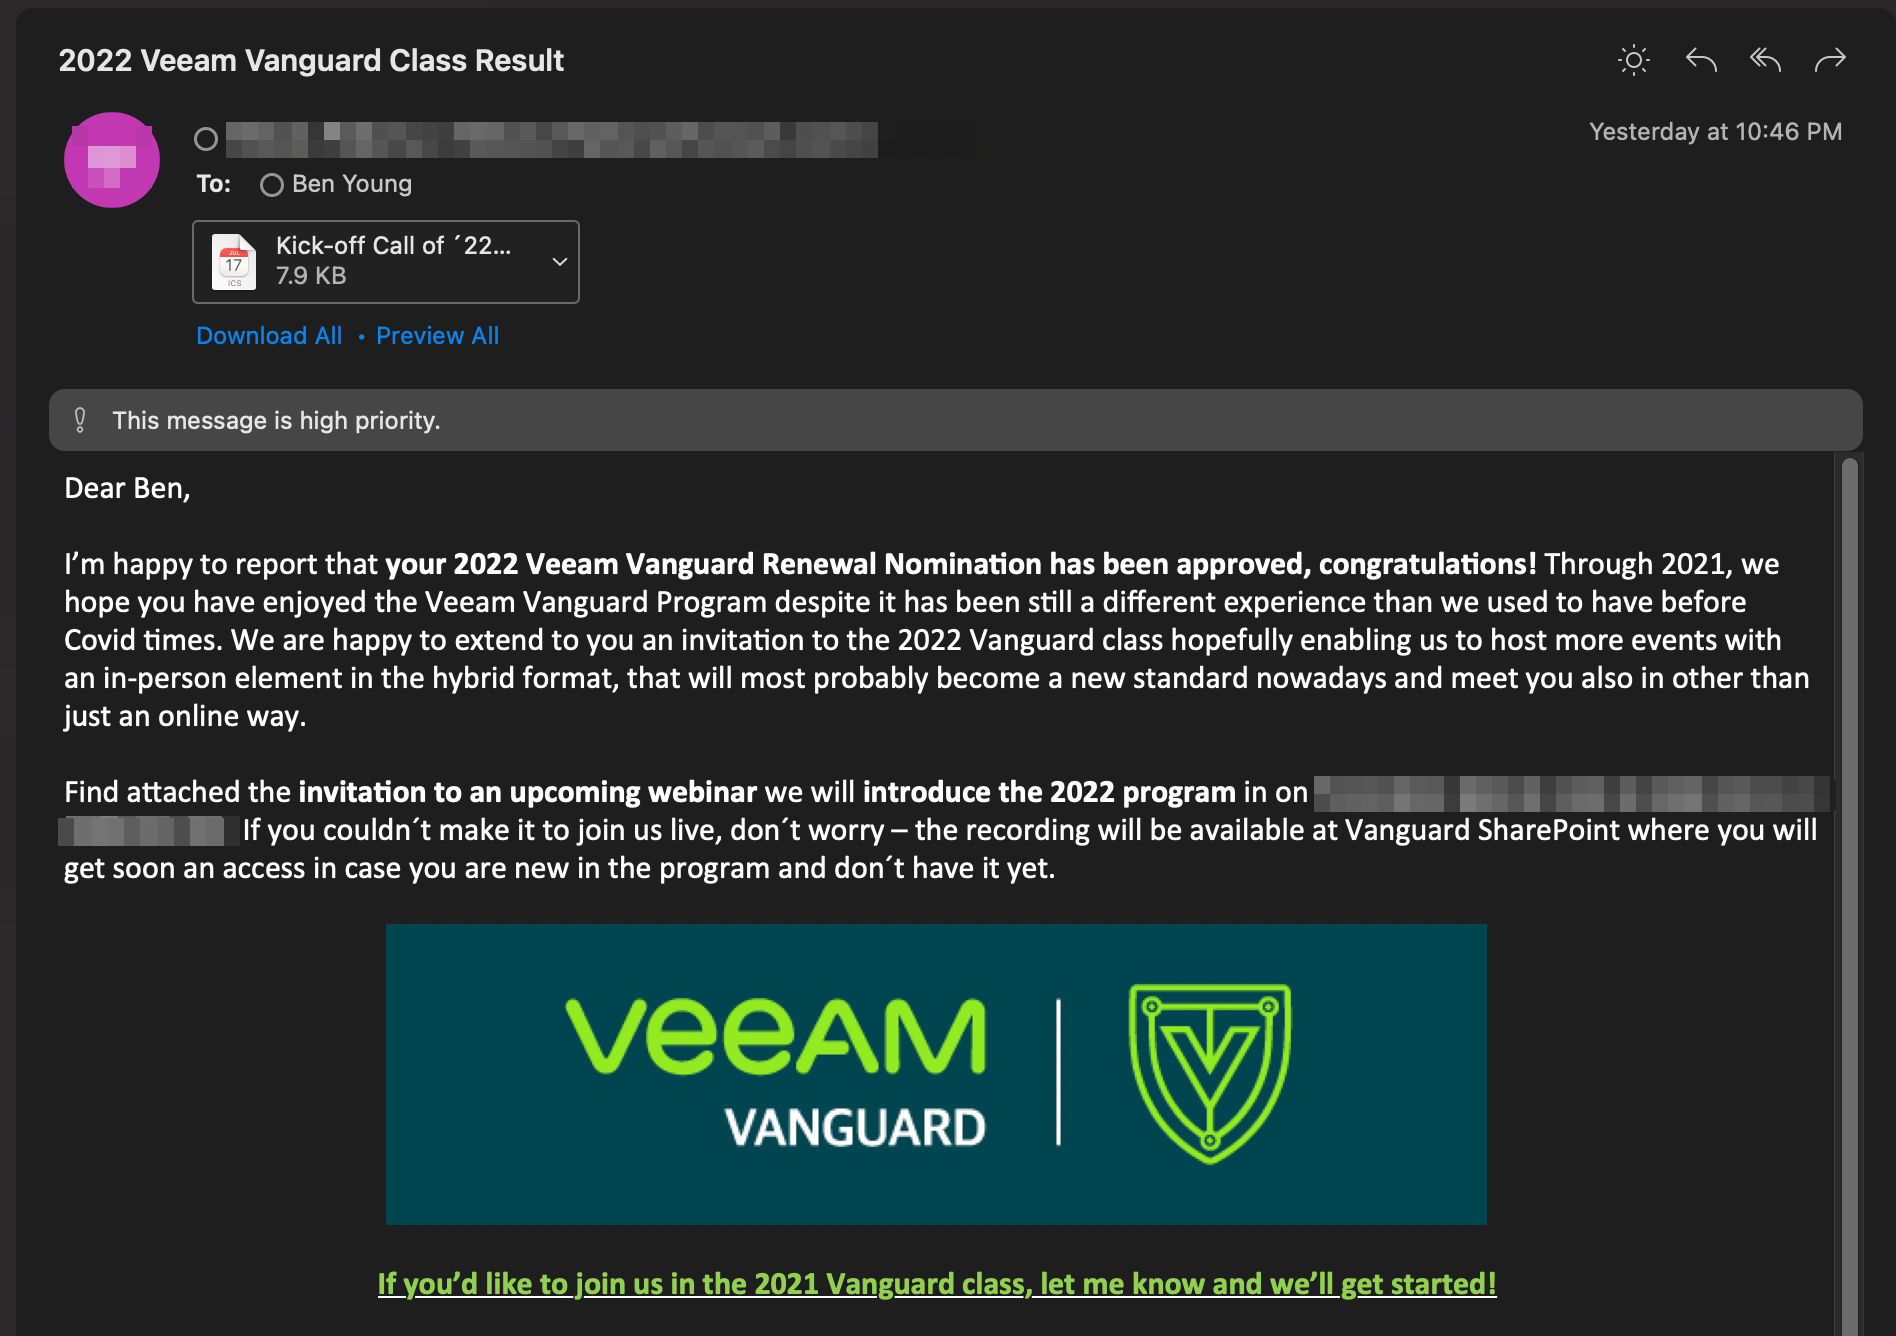 2022 Veeam Vanguard Class Result
Yesterday at 10:46 PM
To: Ben Young
JUL
17
ICS
Kick-off Call of ´22...
7.9 KB
Download All • Preview All
This message is high priority.
Dear Ben,
I’m happy to report that your 2022 Veeam Vanguard Renewal Nomination has been approved, congratulations! Through 2021, we
hope you have enjoyed the Veeam Vanguard Program despite it has been still a different experience than we used to have before
Covid times. We are happy to extend to you an invitation to the 2022 Vanguard class hopefully enabling us to host more events with
an in-person element in the hybrid format, that will most probably become a new standard nowadays and meet you also in other than
just an online way.
Find attached the invitation to an upcoming webinar we will introduce the 2022 program in on
If you couldn´t make it to join us live, don´t worry – the recording will be available at Vanguard SharePoint where you will
get soon an access in case you are new in the program and don´t have it yet.
veeAM
VANGUARD
If you’d like to join us in the 2021 Vanguard class, let me know and we’ll get started!